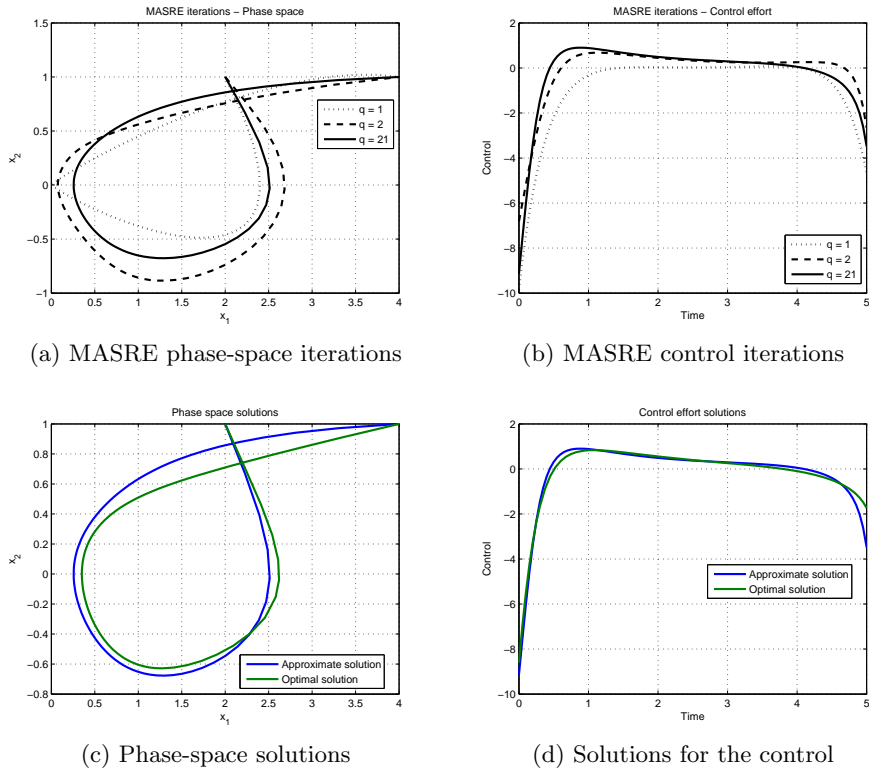 MASRE iterations – Phase space
1.5
1
0.5
0
−0.5
−1
0 0.5 1 1.5 2 2.5 3 3.5 4
x_2
x_1
q = 1
q = 2
q = 21
(a) MASRE phase-space iterations
MASRE iterations – Control effort
2
0
−2
−4
−6
−8
−10
0 1 2 3 4 5
Control
Time
q = 1
q = 2
q = 21
(b) MASRE control iterations
Phase space solutions
1
0.8
0.6
0.4
0.2
0
−0.2
−0.4
−0.6
−0.8
0 0.5 1 1.5 2 2.5 3 3.5 4
x_2
x_1
Approximate solution
Optimal solution
(c) Phase-space solutions
Control effort solutions
2
0
−2
−4
−6
−8
−10
0 1 2 3 4 5
Control
Time
Approximate solution
Optimal solution
(d) Solutions for the control